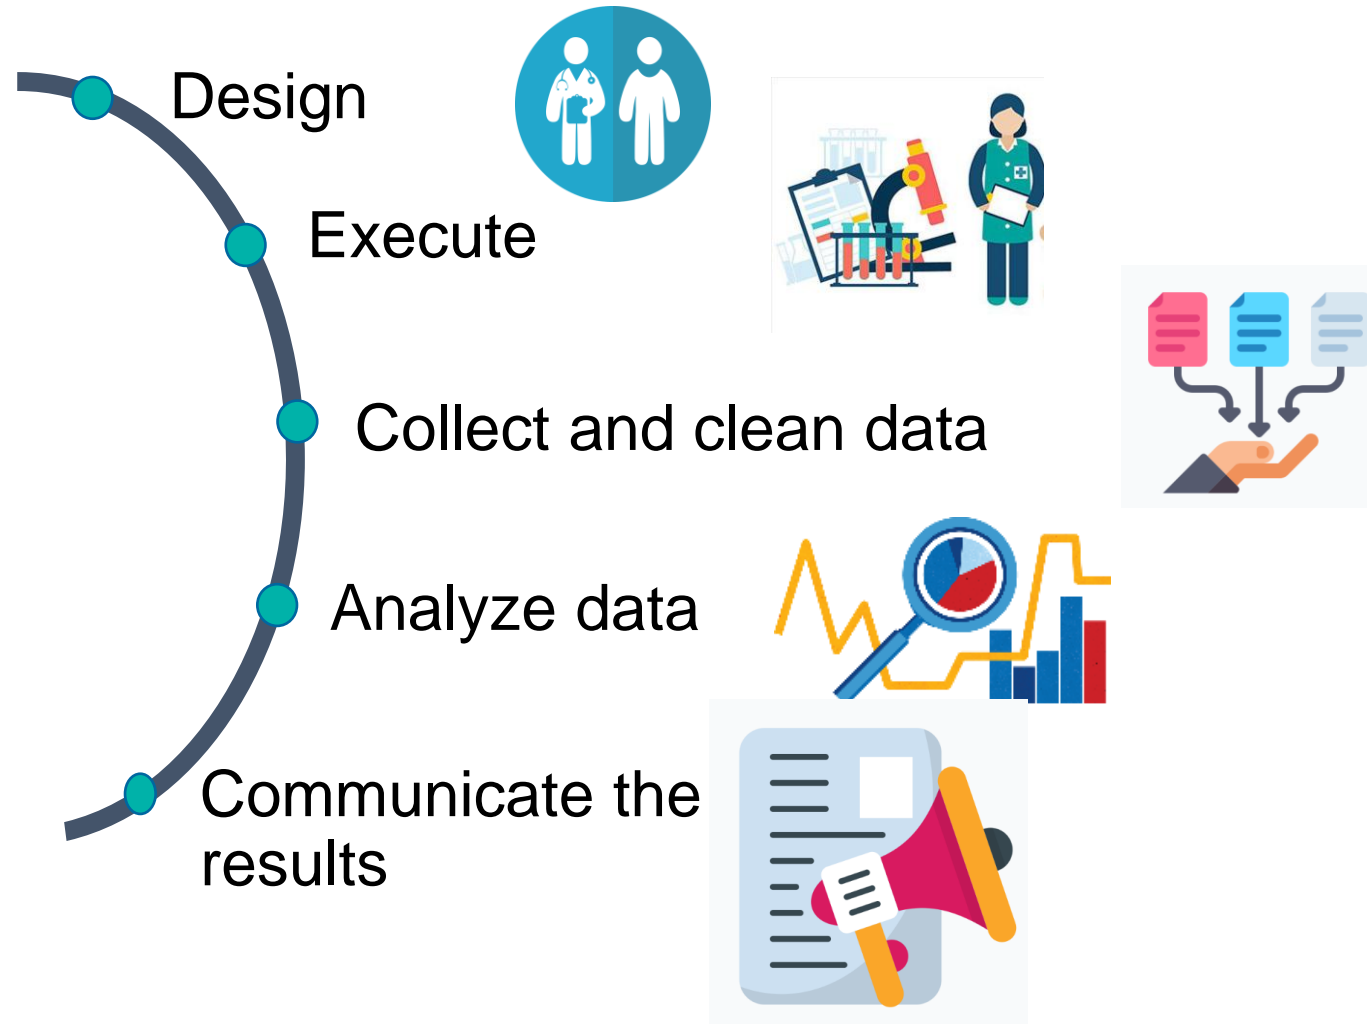 Design
Execute
Collect and clean data
Analyze data
Communicate the
results